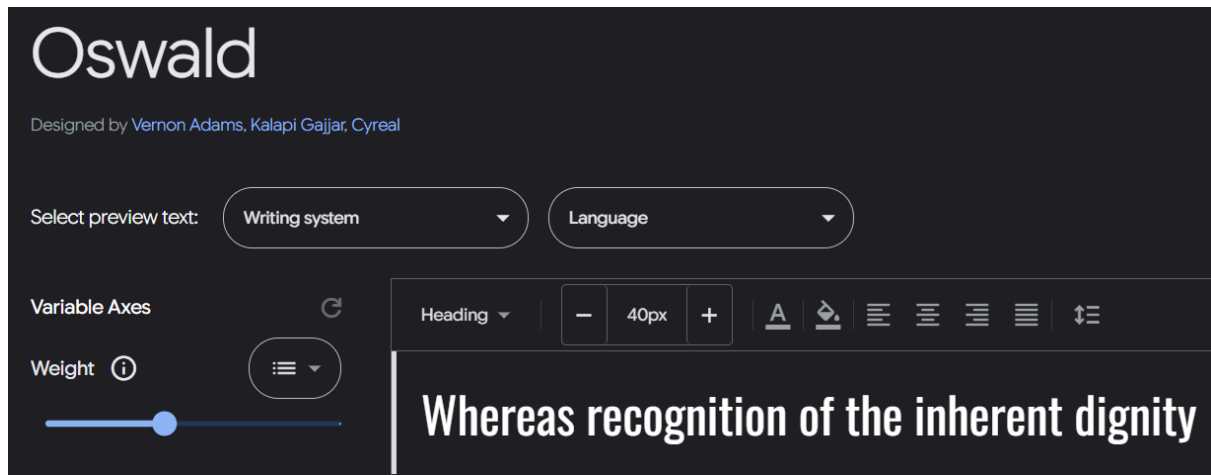 Oswald
Designed by Vernon Adams, Kalapi Gajjar, Cyreal
Select preview text: Writing system Language
Variable Axes
Heading − 40px +
Weight
Whereas recognition of the inherent dignity